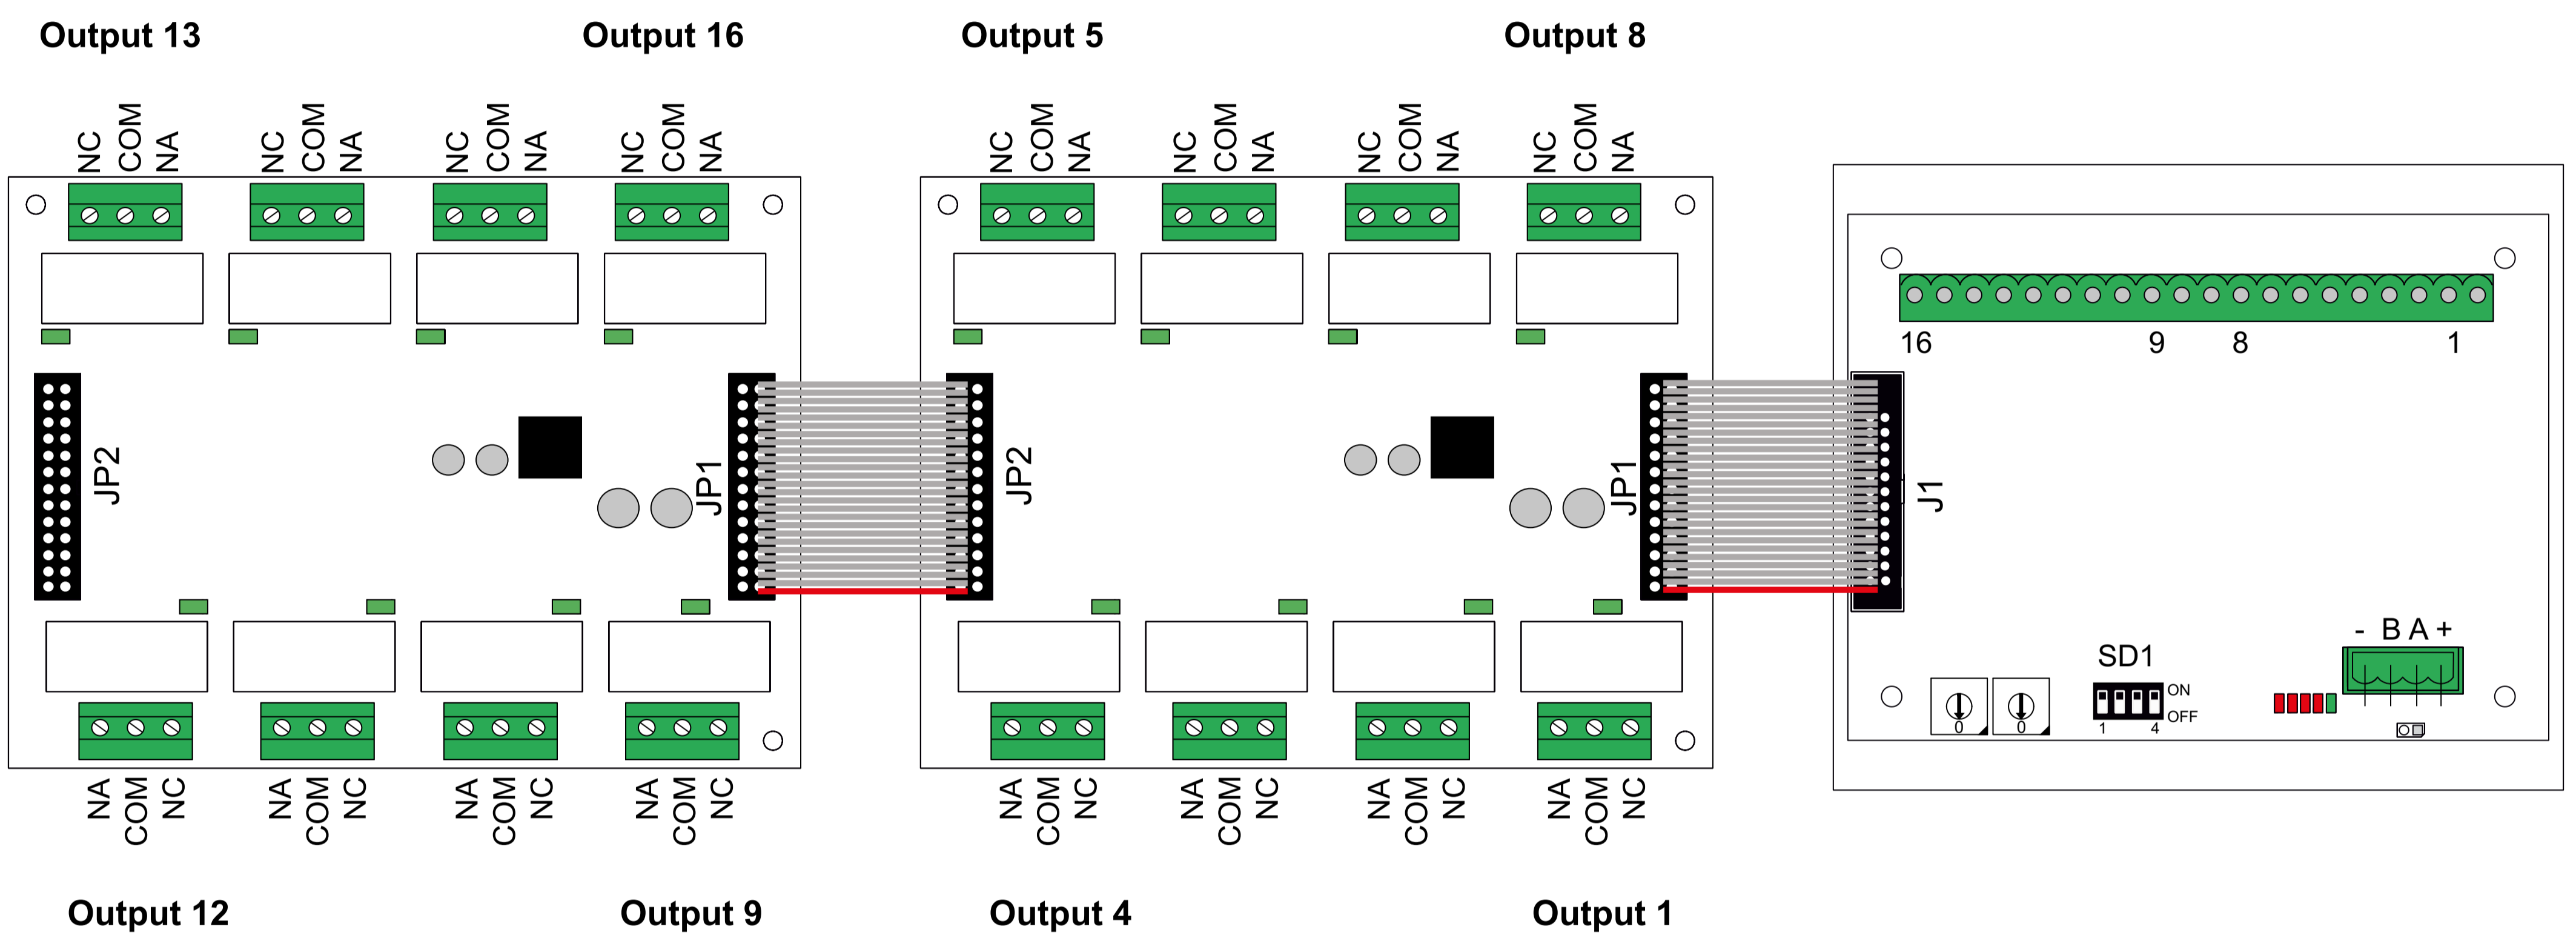 Output 13 Output 16 Output 5 Output 8
NC COM NA NC COM NA NC COM NA NC COM NA NC COM NA NC COM NA NC COM NA NC COM NA
16 9 8 1
JP2 JP1 JP2 JP1 J1
- B A +
SD1
ON
OFF
0 0 1 4
NA COM NC NA COM NC NA COM NC NA COM NC NA COM NC NA COM NC NA COM NC NA COM NC
Output 12 Output 9 Output 4 Output 1